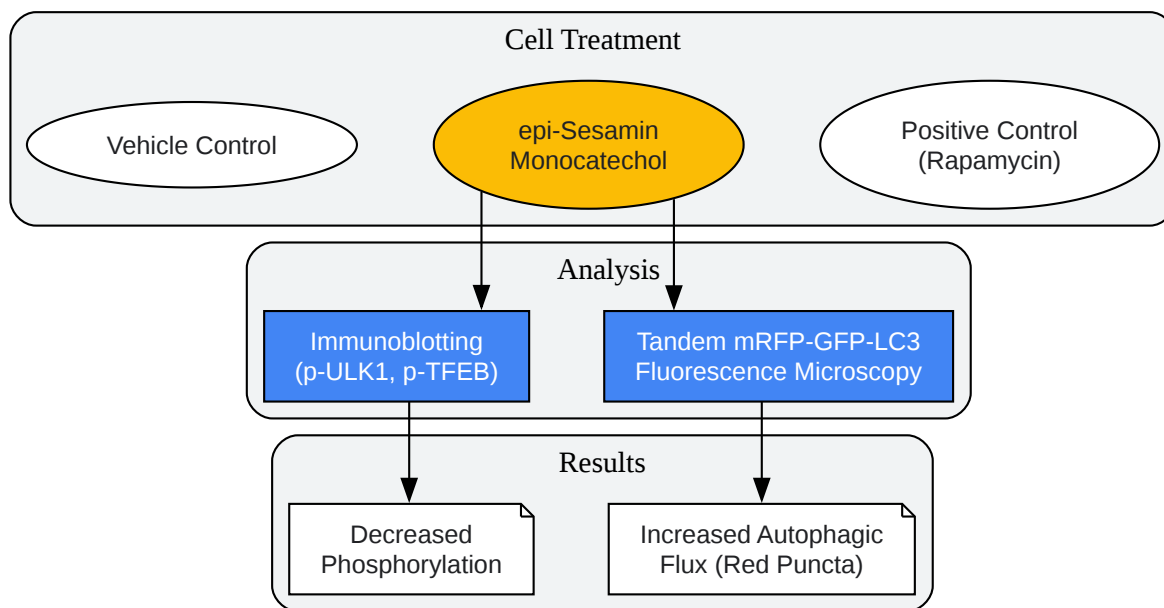 Cell Treatment
Vehicle Control
epi-Sesamin
Monocatechol
Positive Control
(Rapamycin)
Analysis
Immunoblotting
(p-ULK1, p-TFEB)
Tandem mRFP-GFP-LC3
Fluorescence Microscopy
Results
Decreased
Phosphorylation
Increased Autophagic
Flux (Red Puncta)